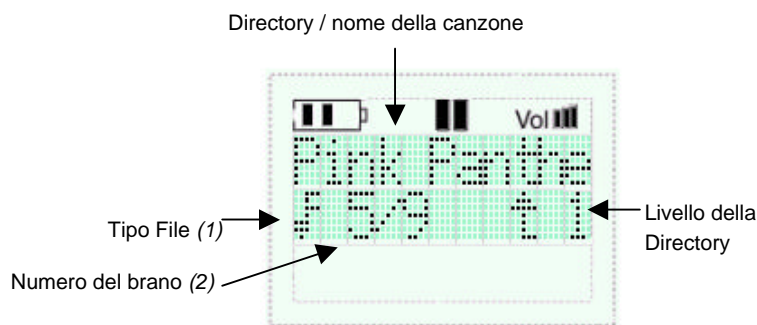 Directory / nome della canzone
Vol
Pink Panthe
5/9 1
Tipo File (1)
Livello della
Directory
Numero del brano (2)